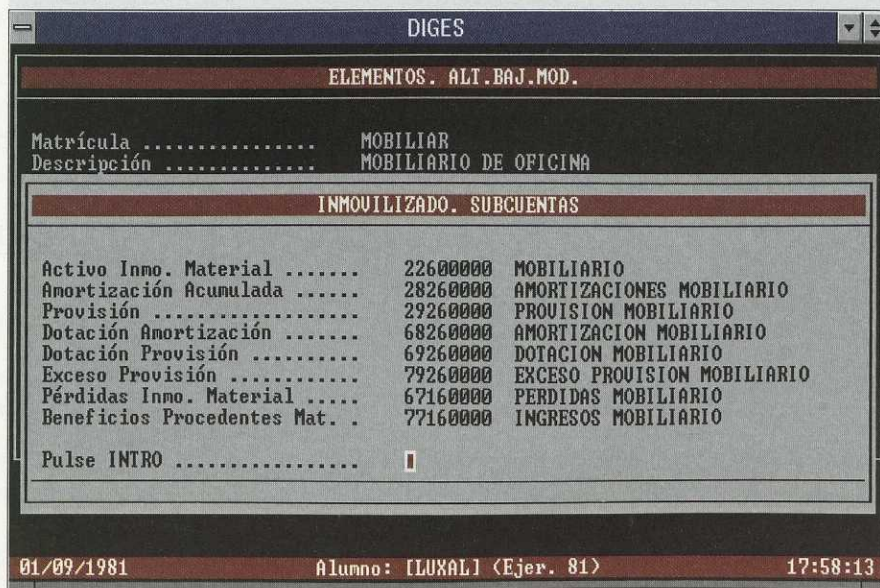 DIGES
ELEMENTOS. ALT.BAJ.MOD.
Matrícula ................ MOBILIAR
Descripción .............. MOBILIARIO DE OFICINA
INMOVILIZADO. SUBCUENTAS
Activo Inmo. Material ....... 22600000 MOBILIARIO
Amortización Acumulada ...... 28260000 AMORTIZACIONES MOBILIARIO
Provisión ................... 29260000 PROVISION MOBILIARIO
Dotación Amortización ....... 68260000 AMORTIZACION MOBILIARIO
Dotación Provisión .......... 69260000 DOTACION MOBILIARIO
Exceso Provisión ............ 79260000 EXCESO PROVISION MOBILIARIO
Pérdidas Inmo. Material ..... 67160000 PERDIDAS MOBILIARIO
Beneficios Procedentes Mat. . 77160000 INGRESOS MOBILIARIO
Pulse INTRO .................
01/09/1981 Alumno: [LUXAL] (Ejer. 81) 17:58:13